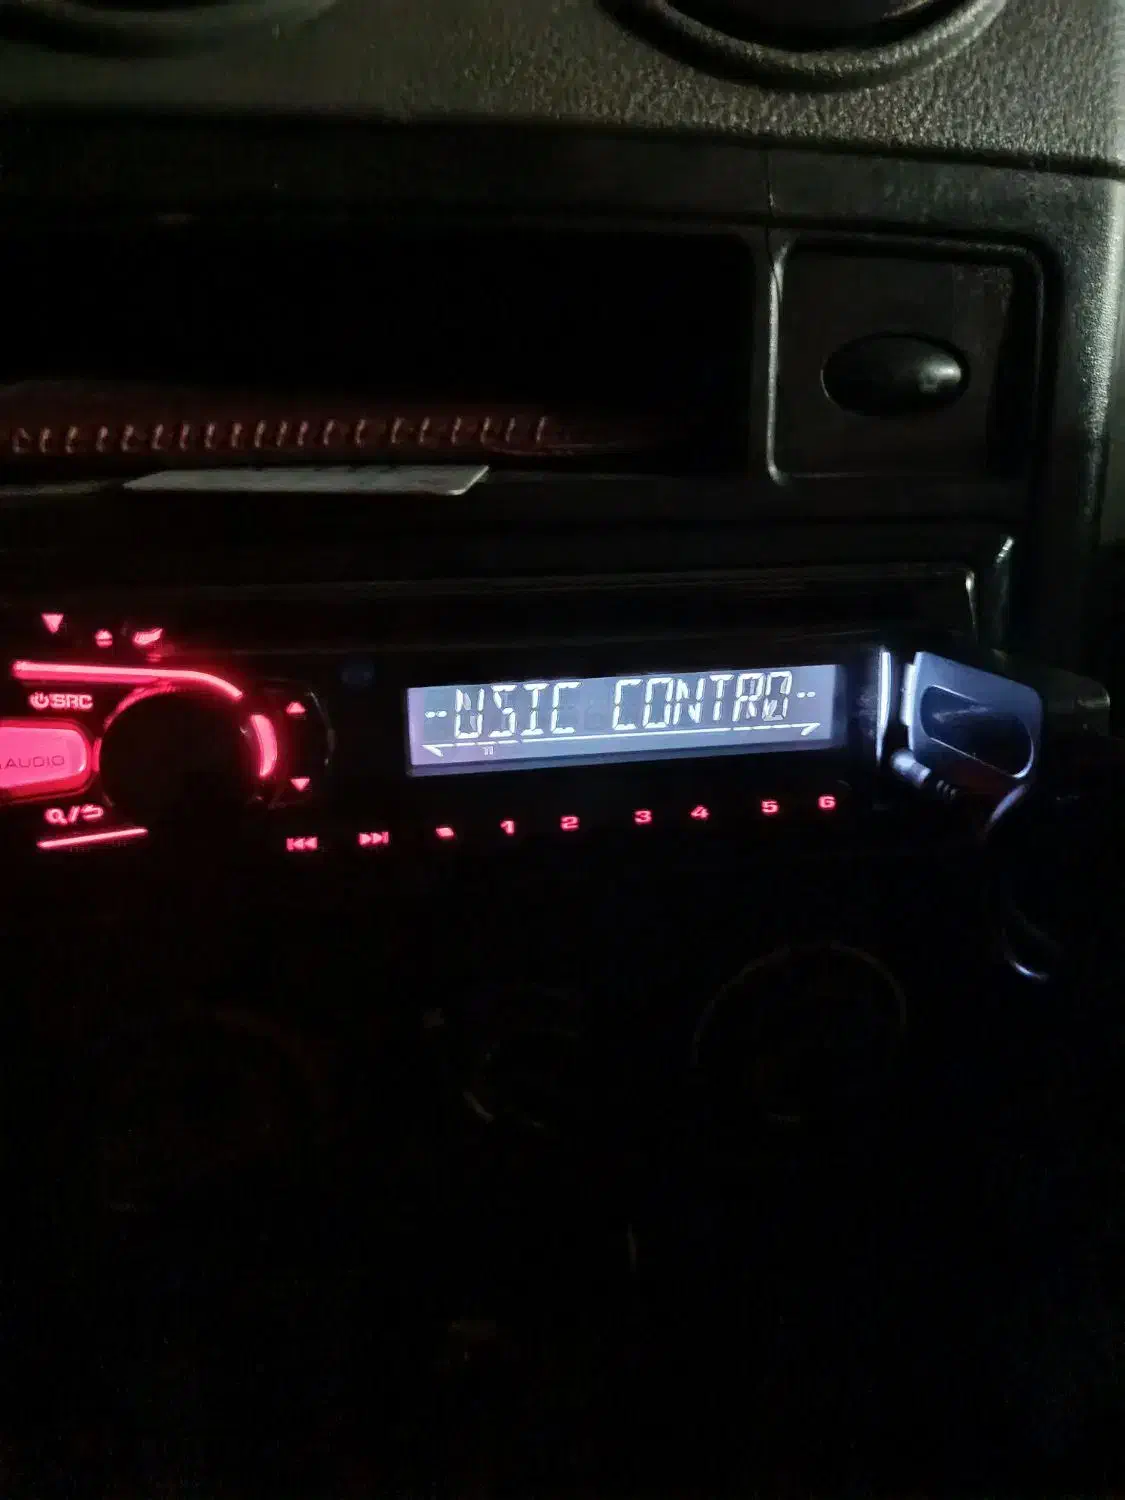 SRC
AUDIO
--USIC CONTRO--
1 2 3 4 5 6